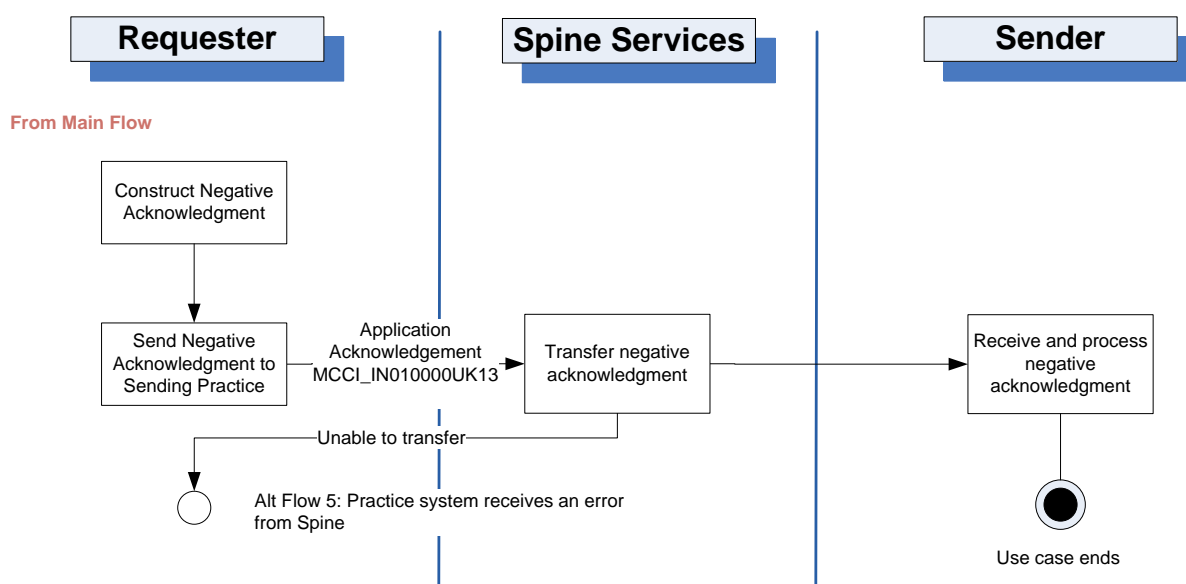 Requester
Spine Services
Sender
From Main Flow
Construct Negative
Acknowledgment
Send Negative
Acknowledgment to
Sending Practice
Application
Acknowledgement
MCCI_IN010000UK13
Transfer negative
acknowledgment
Receive and process
negative
acknowledgment
Unable to transfer
Alt Flow 5: Practice system receives an error
from Spine
Use case ends